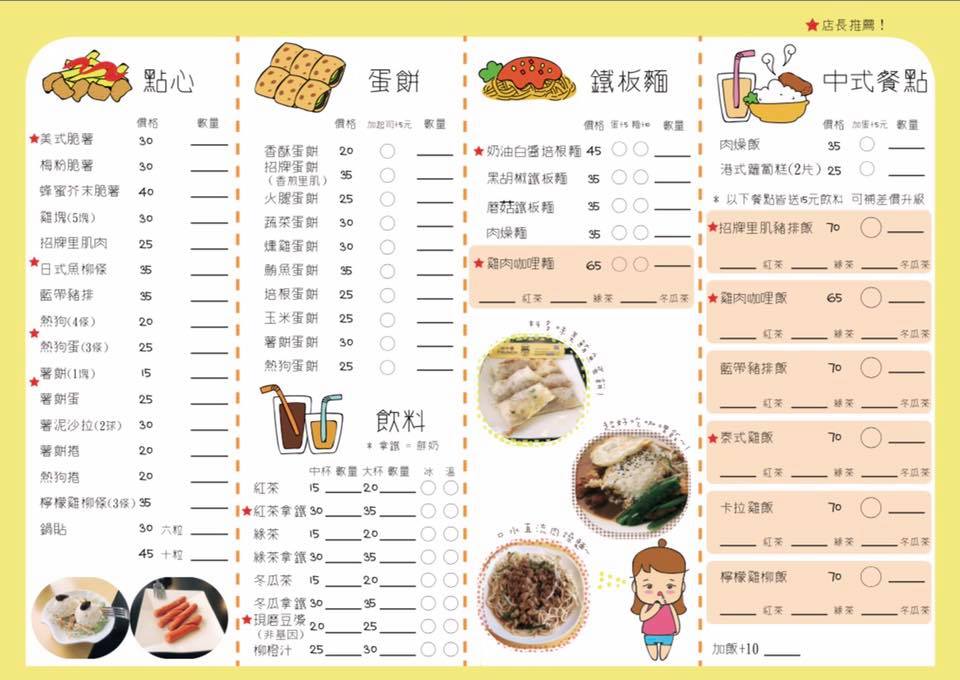 ★店長推薦！
點心
價格 數量
★美式脆薯 30
梅粉脆薯 30
蜂蜜芥末脆薯 40
雞塊(5塊) 30
招牌里肌肉 25
★日式魚柳條 35
藍帶豬排 35
熱狗(4條) 20
★熱狗蛋(3條) 25
薯餅(1塊) 15
★薯餅蛋 25
薯泥沙拉(2球) 30
薯餅捲 20
熱狗捲 20
檸檬雞柳條(3條) 35
鍋貼 30 六粒
45 十粒
蛋餅
價格 加起司+5元 數量
香酥蛋餅 20
招牌蛋餅 35
(香煎里肌)
火腿蛋餅 25
蔬菜蛋餅 30
燻雞蛋餅 30
鮪魚蛋餅 35
培根蛋餅 25
玉米蛋餅 25
薯餅蛋餅 30
熱狗蛋餅 25
飲料
* 拿鐵 = 鮮奶
中杯 數量 大杯 數量 冰 溫
紅茶 15 20
★紅茶拿鐵 30 35
綠茶 15 20
綠茶拿鐵 30 35
冬瓜茶 15 20
冬瓜拿鐵 30 35
★現磨豆漿 20 25
(非基因)
柳橙汁 25 30
鐵板麵
價格 蛋+5 麵+10 數量
★奶油白醬培根麵 45
黑胡椒鐵板麵 35
蘑菇鐵板麵 35
肉燥麵 35
★雞肉咖哩麵 65
紅茶 綠茶 冬瓜茶
超好吃咖哩飯~!
口水直流肉燥麵~
中式餐點
價格 加蛋+5元 數量
肉燥飯 35
港式蘿蔔糕(2片) 25
* 以下餐點皆送15元飲料 可補差價升級
★招牌里肌豬排飯 70
紅茶 綠茶 冬瓜茶
★雞肉咖哩飯 65
紅茶 綠茶 冬瓜茶
藍帶豬排飯 70
紅茶 綠茶 冬瓜茶
★泰式雞飯 70
紅茶 綠茶 冬瓜茶
卡拉雞飯 70
紅茶 綠茶 冬瓜茶
檸檬雞柳飯 70
紅茶 綠茶 冬瓜茶
加飯+10